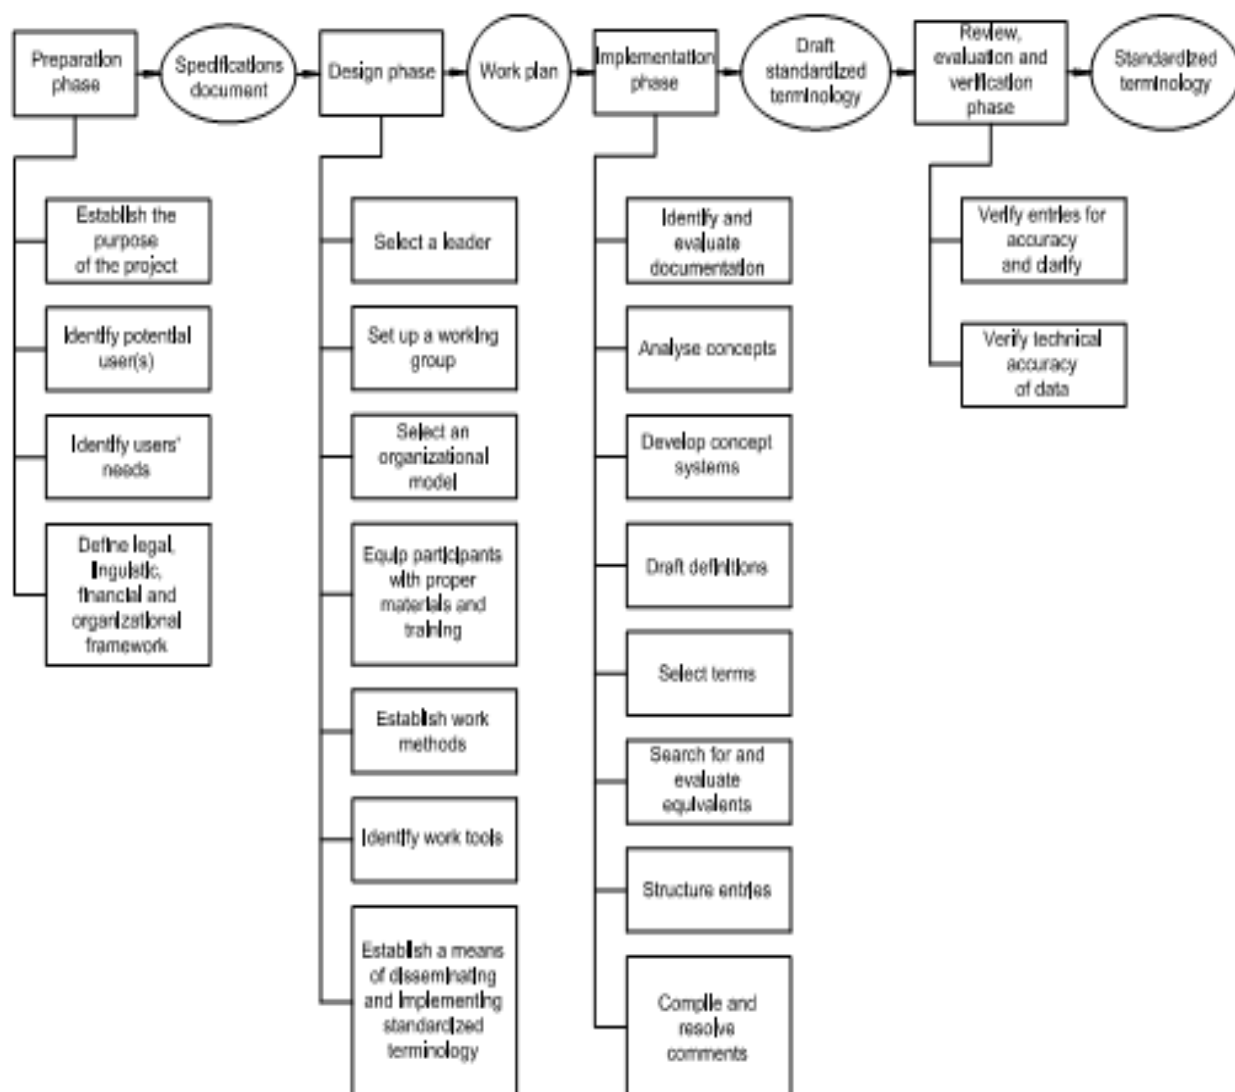 Preparation
phase
Specifications
document
Design phase
Work plan
Implementation
phase
Draft
standardized
terminology
Review,
evaluation and
verification
phase
Standardized
terminology
Establish the
purpose
of the project
Identify potential
user(s)
Identify users'
needs
Define legal,
linguistic,
financial and
organizational
framework
Select a leader
Set up a working
group
Select an
organizational
model
Equip participants
with proper
materials and
training
Establish work
methods
Identify work tools
Establish a means
of disseminating
and implementing
standardized
terminology
Identify and
evaluate
documentation
Analyse concepts
Develop concept
systems
Draft definitions
Select terms
Search for and
evaluate
equivalents
Structure entries
Compile and
resolve
comments
Verify entries for
accuracy
and clarify
Verify technical
accuracy
of data